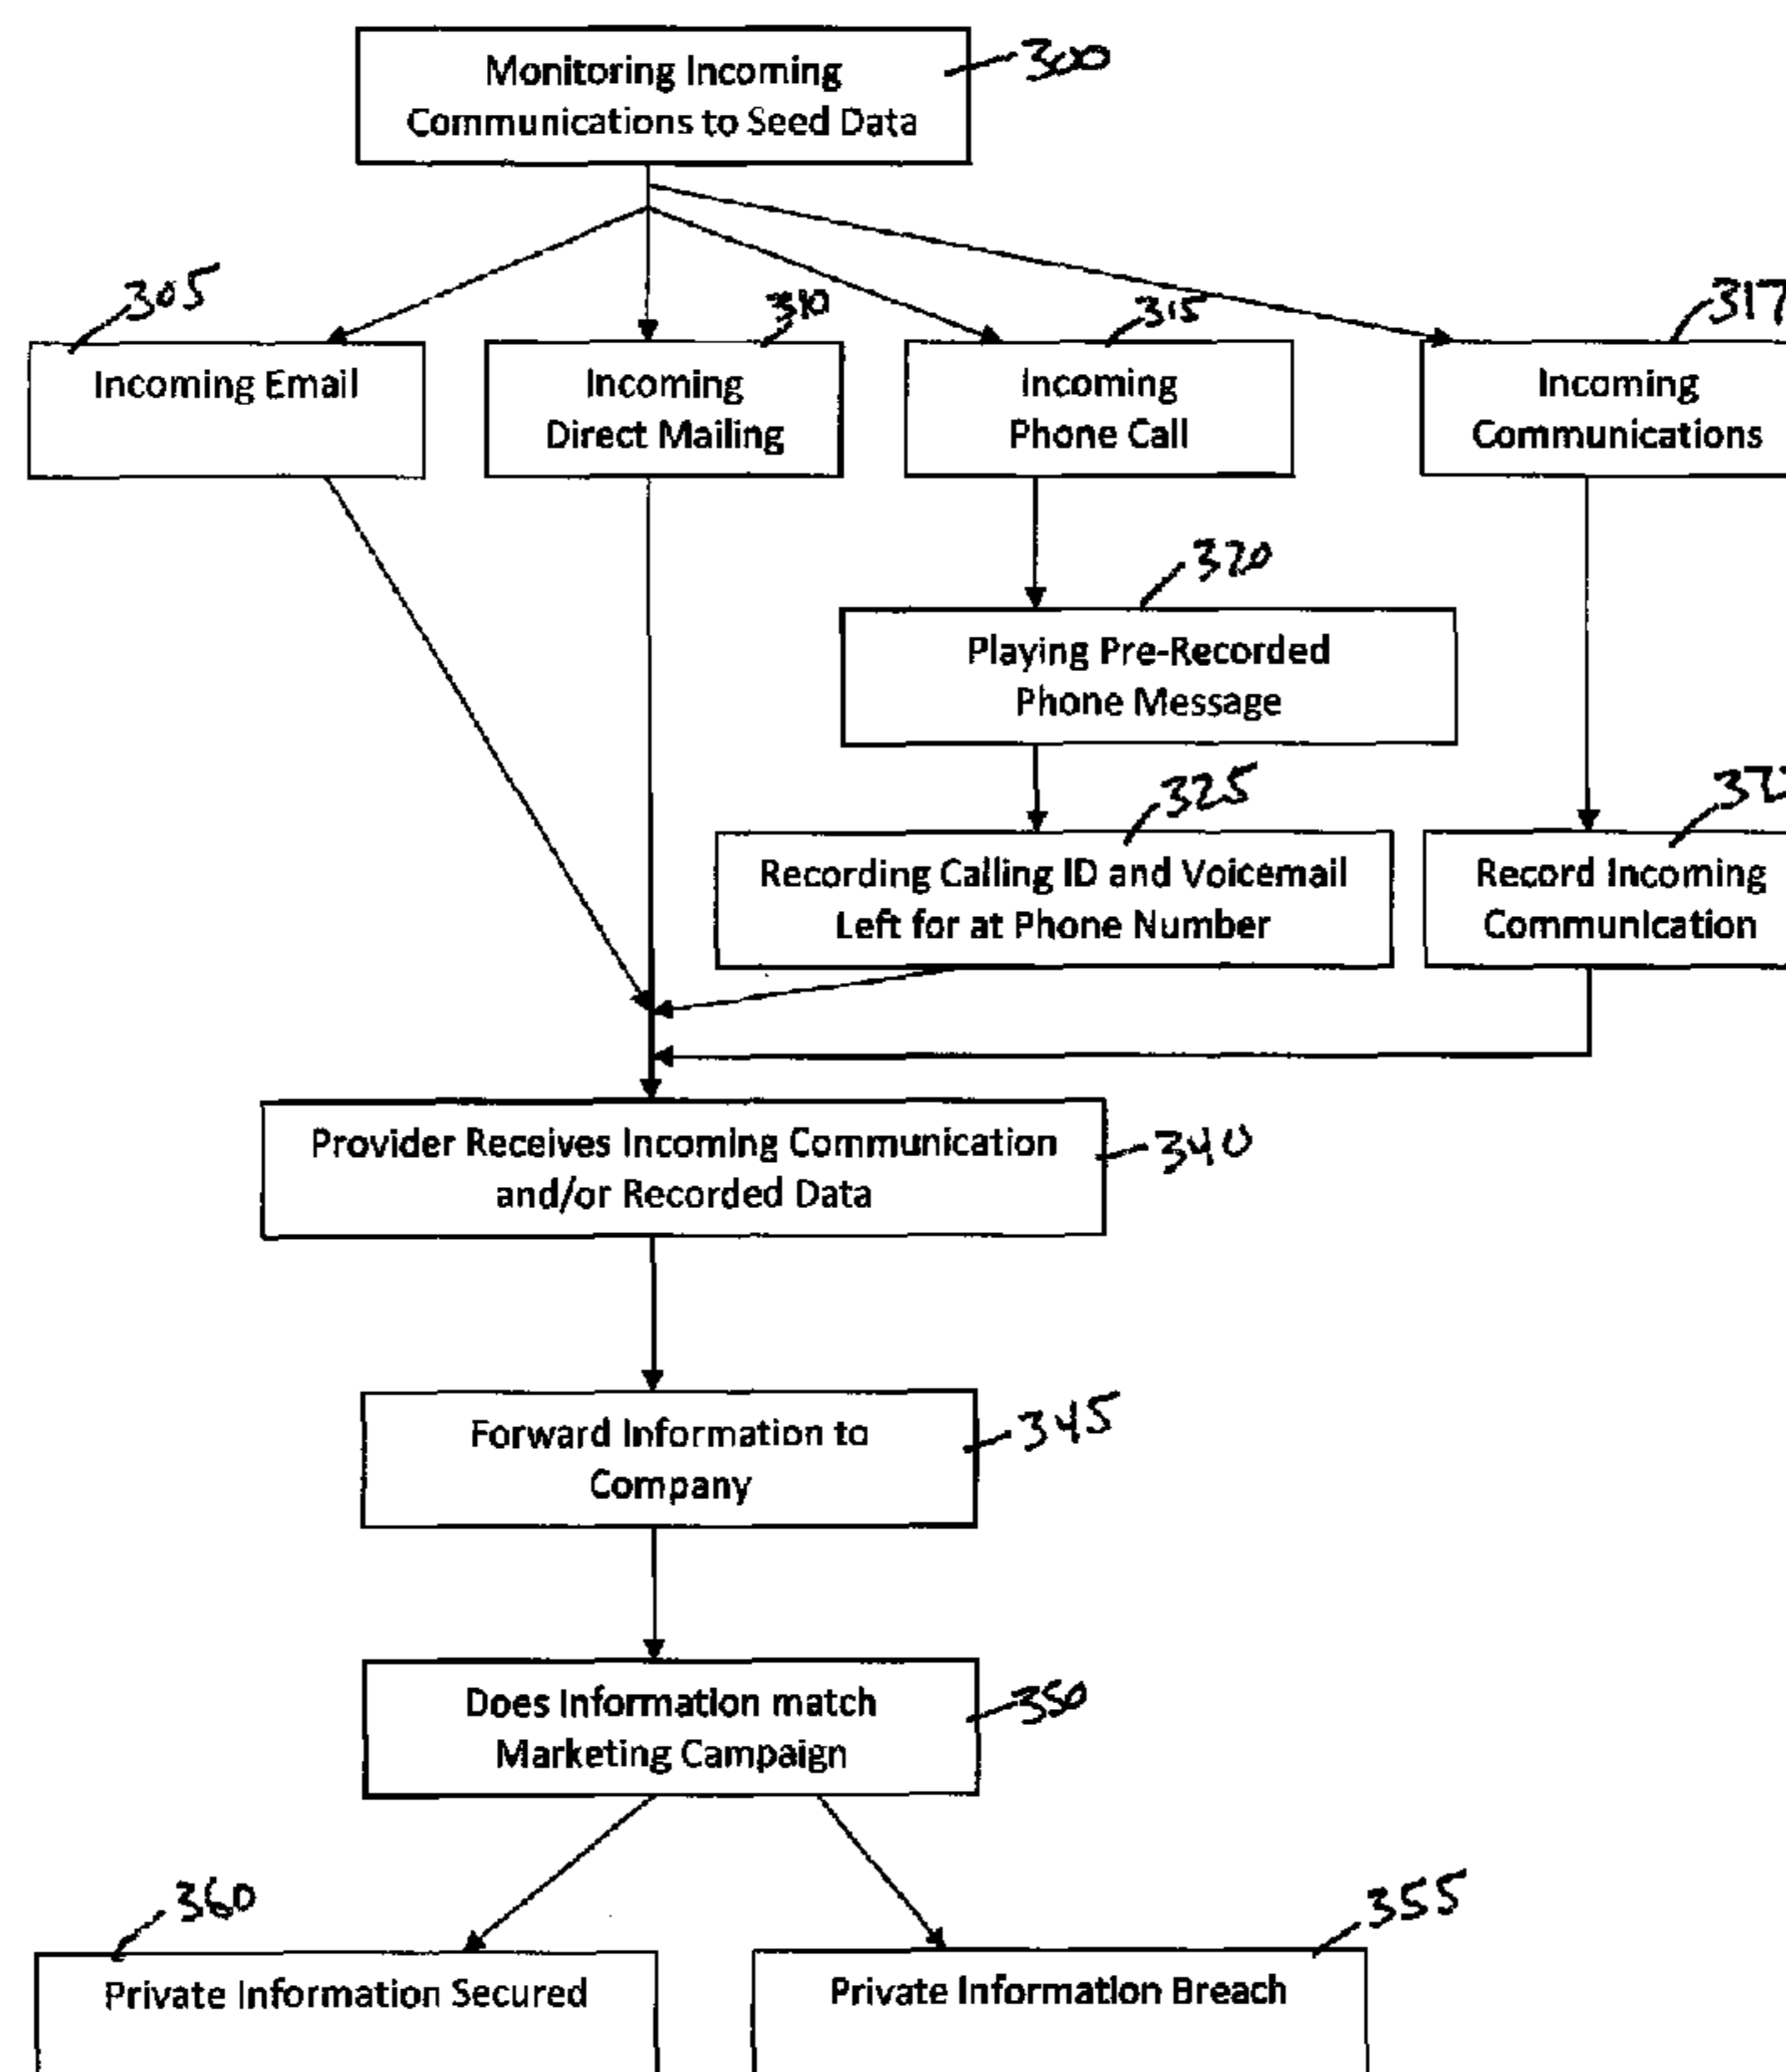 Monitoring Incoming
Communications to Seed Data
300
305
310
315
317
Incoming Email
Incoming
Direct Mailing
Incoming
Phone Call
Incoming
Communications
320
Playing Pre-Recorded
Phone Message
325
Recording Calling ID and Voicemail
Left for at Phone Number
Record Incoming
Communication
Provider Receives Incoming Communication
and/or Recorded Data
340
Forward Information to
Company
345
Does Information match
Marketing Campaign
350
360
355
Private Information Secured
Private Information Breach